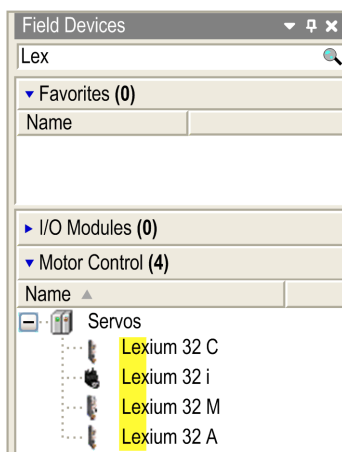 Field Devices
Lex
Favorites (0)
Name
I/O Modules (0)
Motor Control (4)
Name
Servos
Lexium 32 C
Lexium 32 i
Lexium 32 M
Lexium 32 A